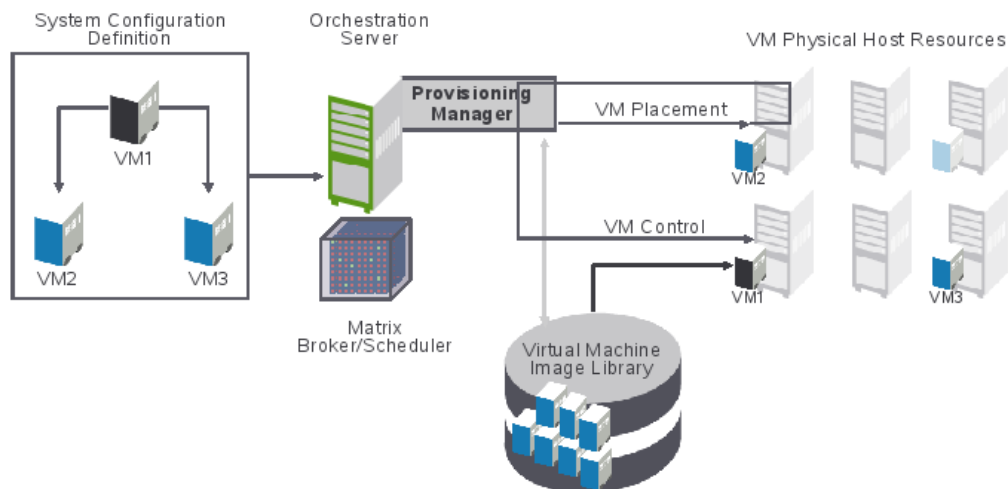 System Configuration
Definition
VM1
VM2
VM3
Orchestration
Server
Provisioning
Manager
Matrix
Broker/Scheduler
VM Physical Host Resources
VM Placement
VM2
VM Control
VM1
VM3
Virtual Machine
Image Library